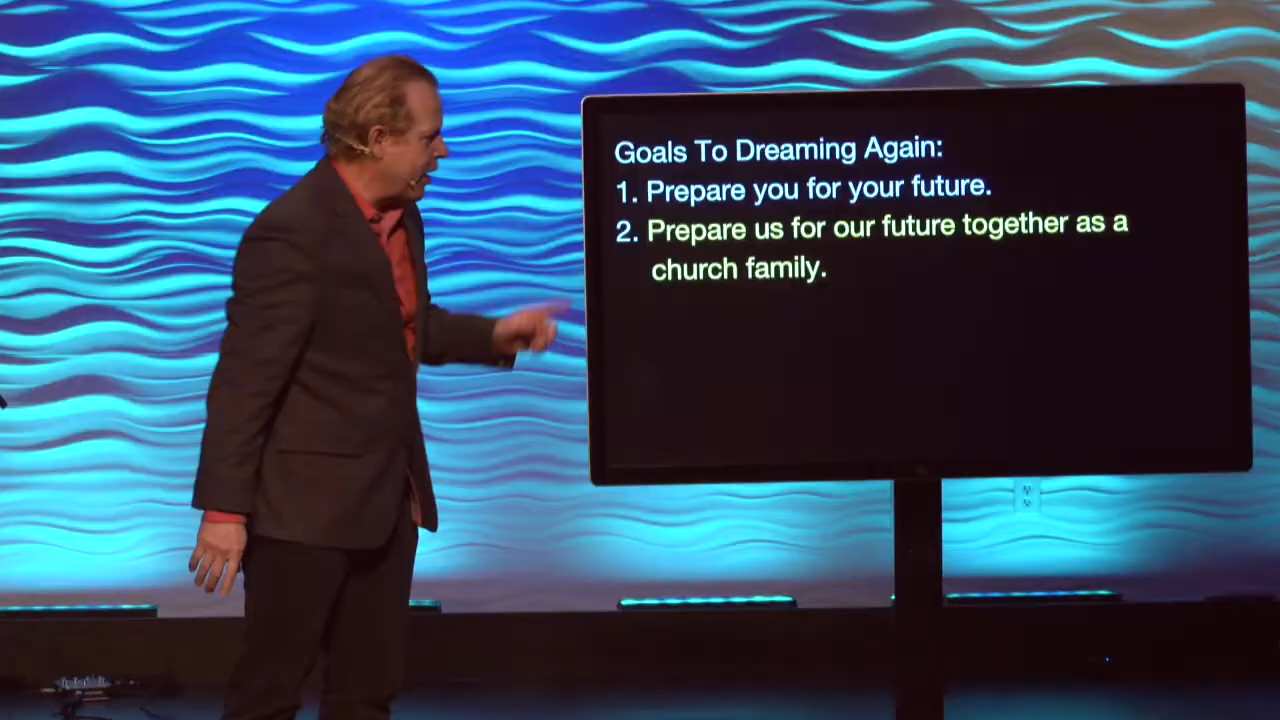 Goals To Dreaming Again:
1. Prepare you for your future.
2. Prepare us for our future together as a
church family.